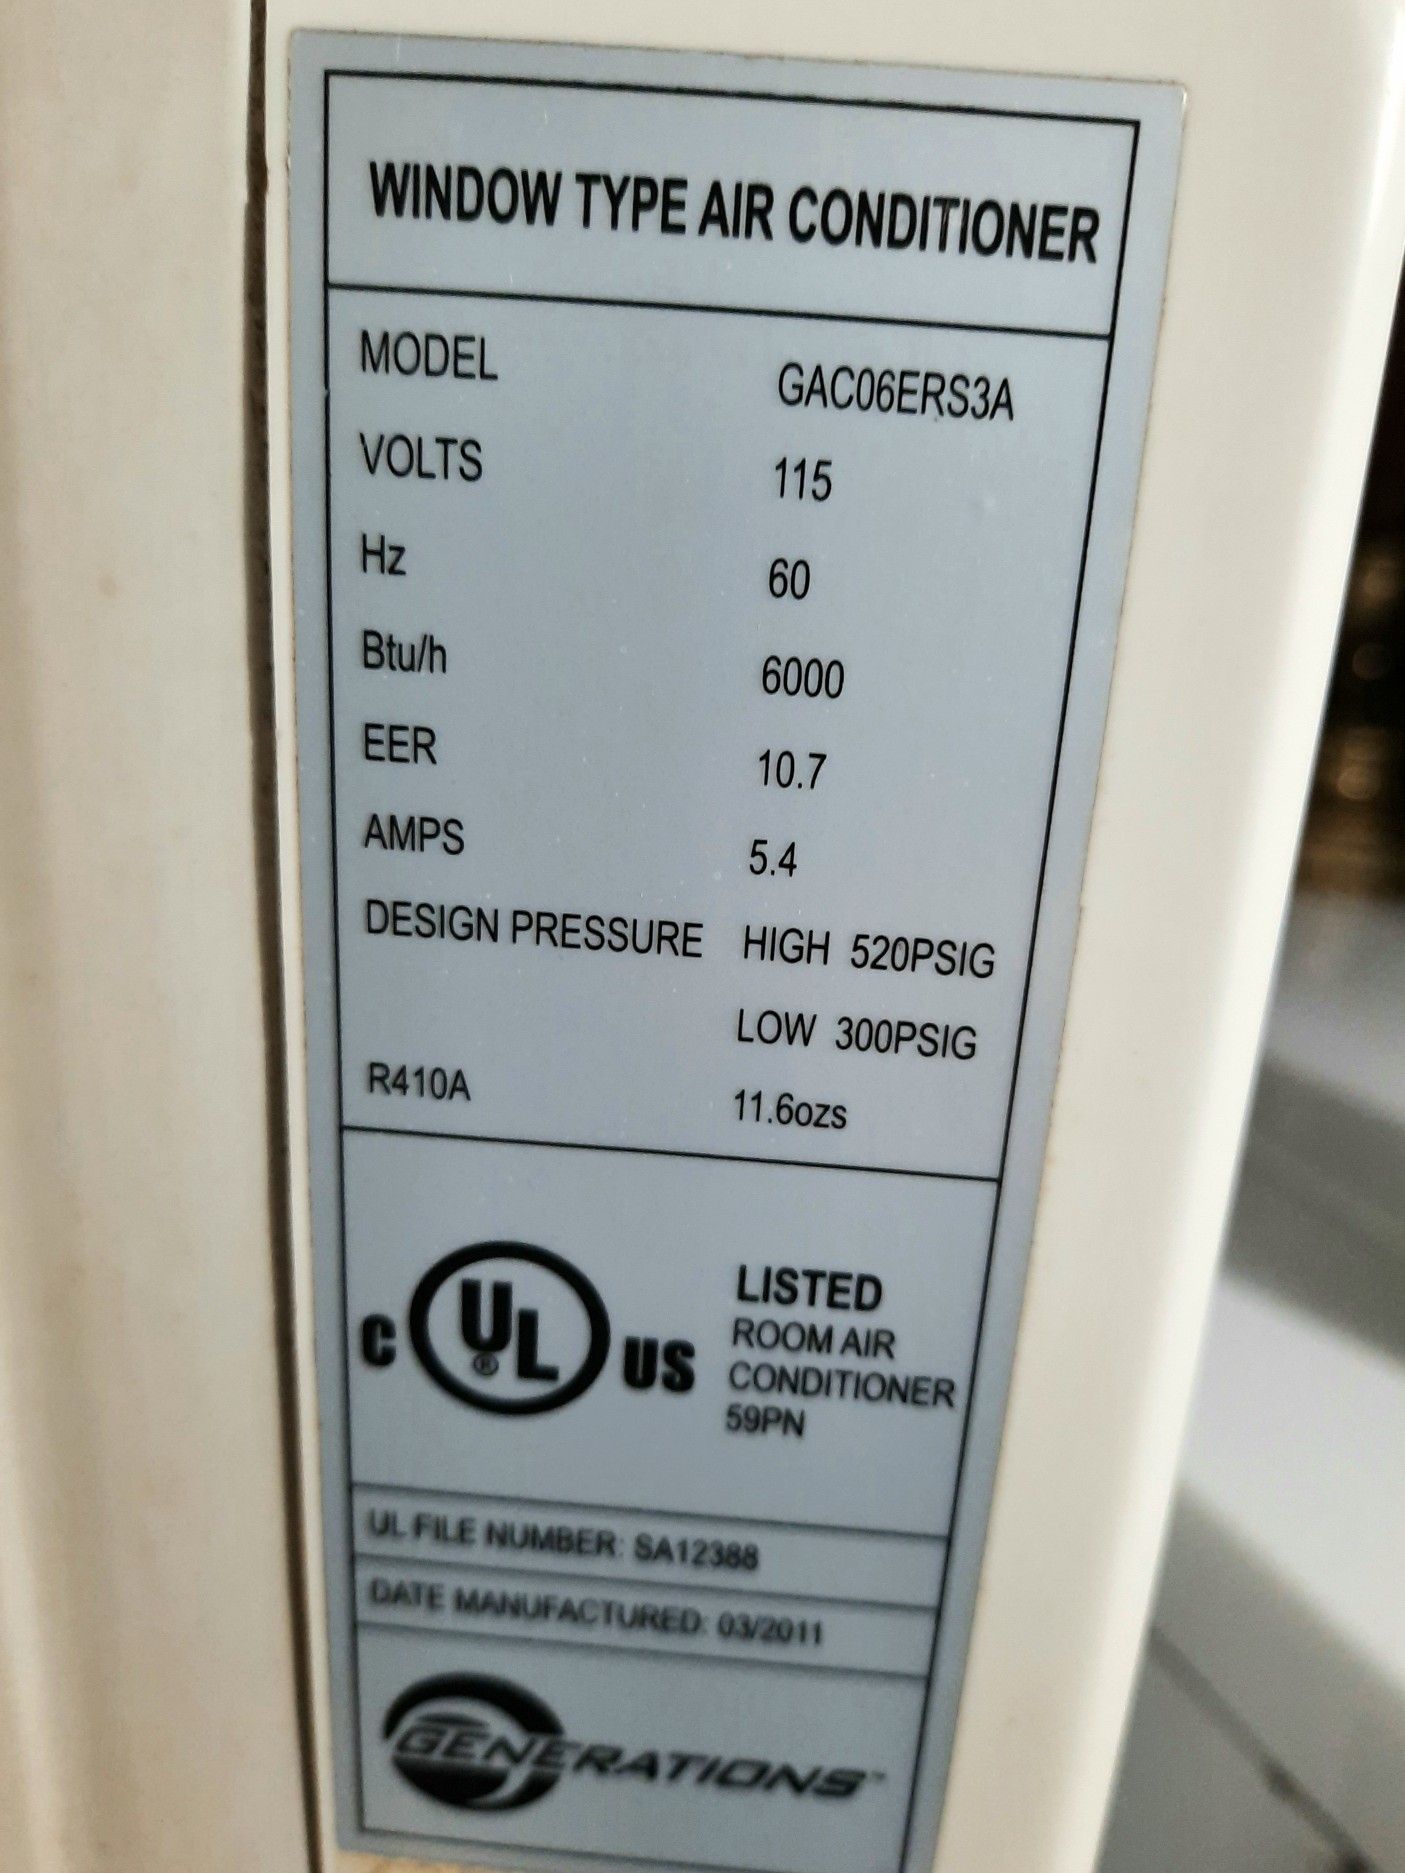 WINDOW TYPE AIR CONDITIONER
MODEL GAC06ERS3A
VOLTS 115
Hz 60
Btu/h 6000
EER 10.7
AMPS 5.4
DESIGN PRESSURE HIGH 520PSIG
LOW 300PSIG
R410A 11.6ozs
C UL ® US
LISTED
ROOM AIR
CONDITIONER
59PN
UL FILE NUMBER: SA12388
DATE MANUFACTURED: 03/2011
GENERATIONS™